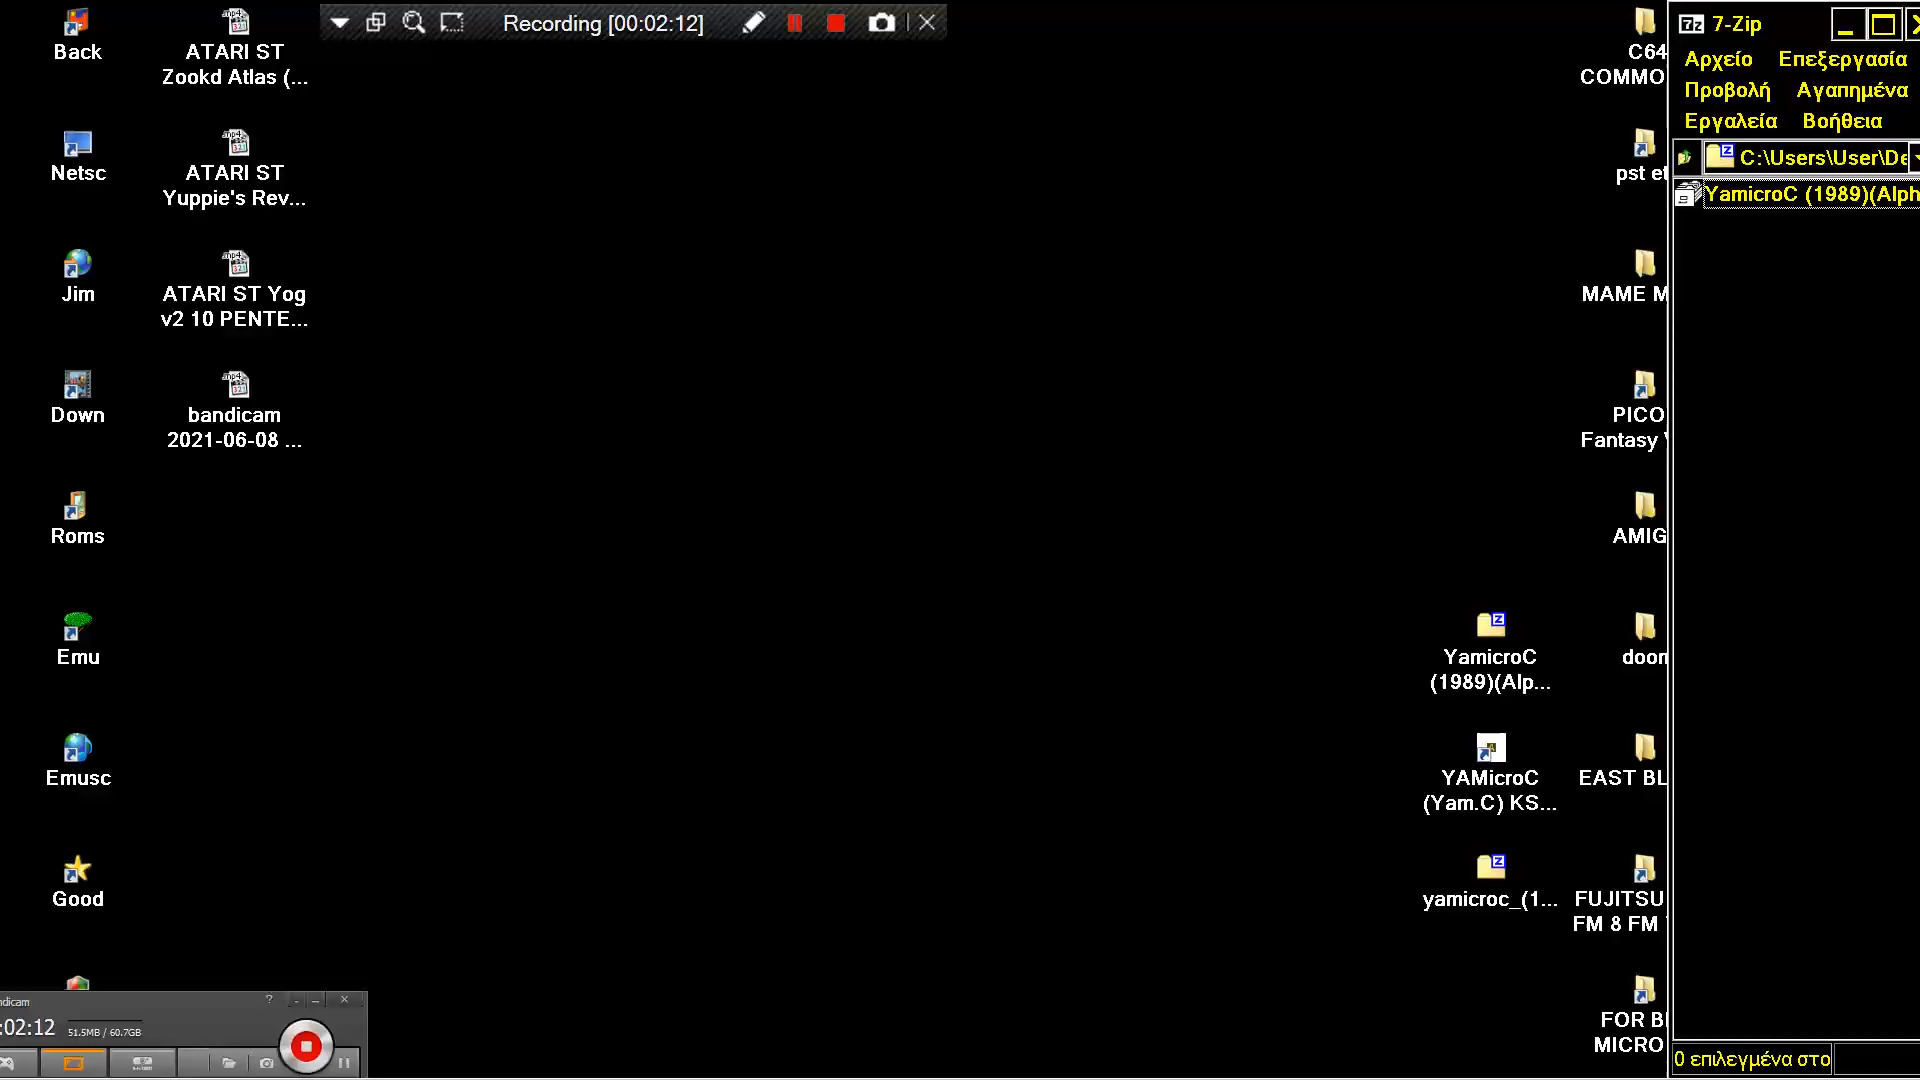 Recording [00:02:12]
Back
ATARI ST
Zookd Atlas (...
Netsc
ATARI ST
Yuppie's Rev...
Jim
ATARI ST Yog
v2 10 PENTE...
Down
bandicam
2021-06-08 ...
Roms
Emu
Emusc
Good
ndicam
:02:12
51.5MB / 60.7GB
YamicroC
(1989)(Alp...
YAMicroC
(Yam.C) KS...
yamicroc_(1...
C64
COMMO
pst et
MAME M
PICO
Fantasy
AMIG
doom
EAST BL
FUJITSU
FM 8 FM
FOR B
MICRO
7-Zip
Αρχείο Επεξεργασία
Προβολή Αγαπημένα
Εργαλεία Βοήθεια
C:\Users\User\De
YamicroC (1989)(Alph
0 επιλεγμένα στο